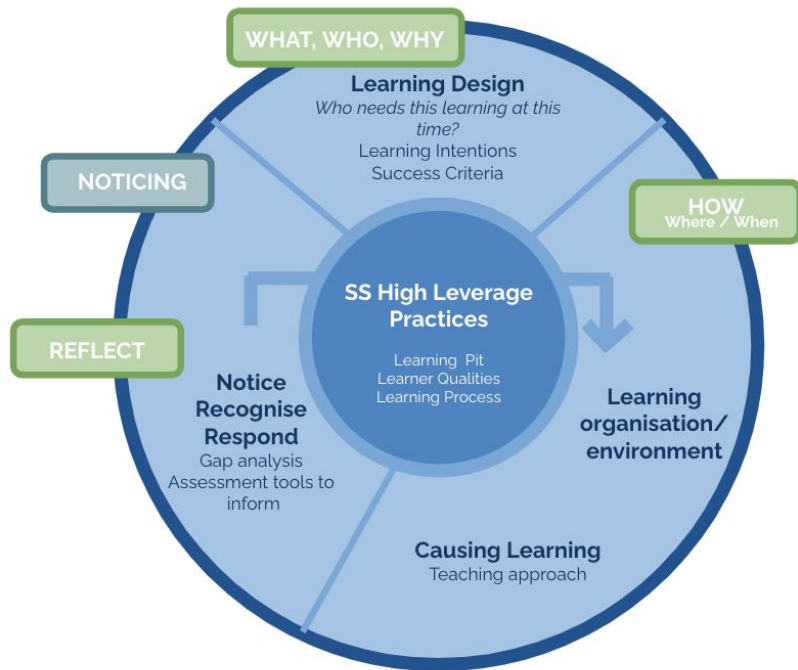 WHAT, WHO, WHY
Learning Design
Who needs this learning at this
time?
Learning Intentions
Success Criteria
NOTICING
HOW
Where / When
SS High Leverage
Practices
Learning Pit
Learner Qualities
Learning Process
REFLECT
Notice
Recognise
Respond
Gap analysis
Assessment tools to
inform
Learning
organisation/
environment
Causing Learning
Teaching approach